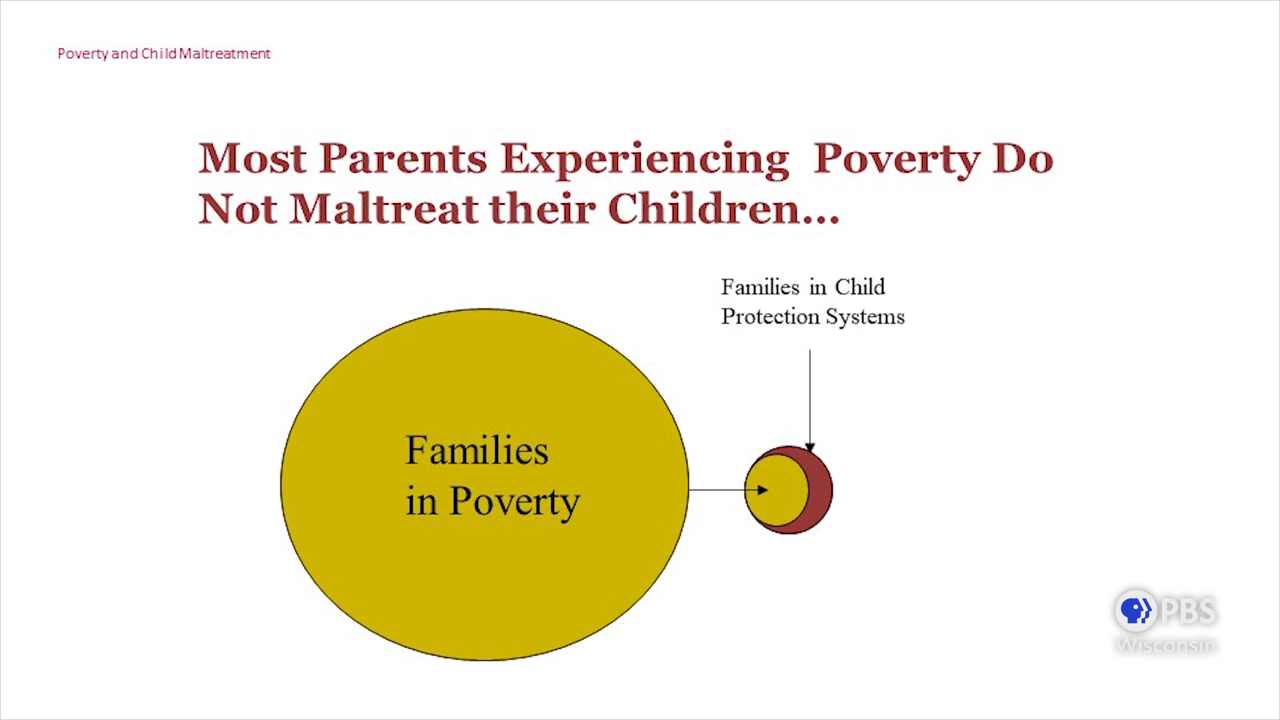 Poverty and Child Maltreatment
Most Parents Experiencing Poverty Do
Not Maltreat their Children...
Families in Child
Protection Systems
Families
in Poverty
PBS
Wisconsin